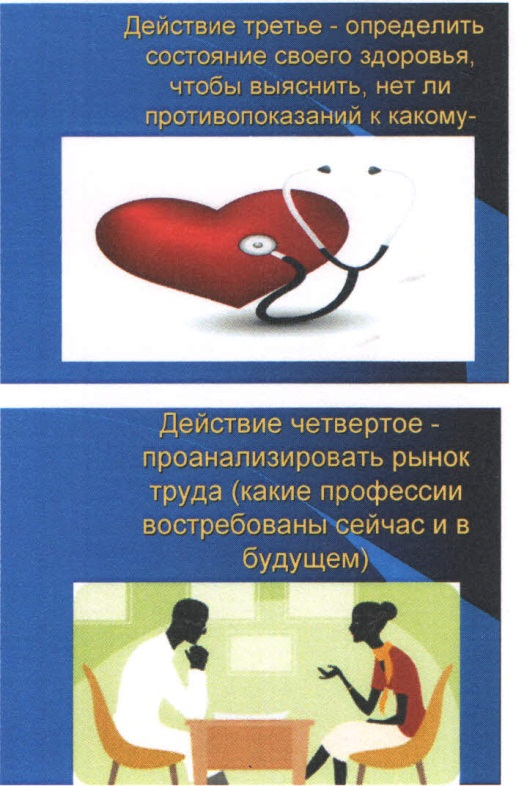 Действие третье - определить
состояние своего здоровья,
чтобы выяснить, нет ли
противопоказаний к какому-
Действие четвертое -
проанализировать рынок
труда (какие профессии
востребованы сейчас и в
будущем)